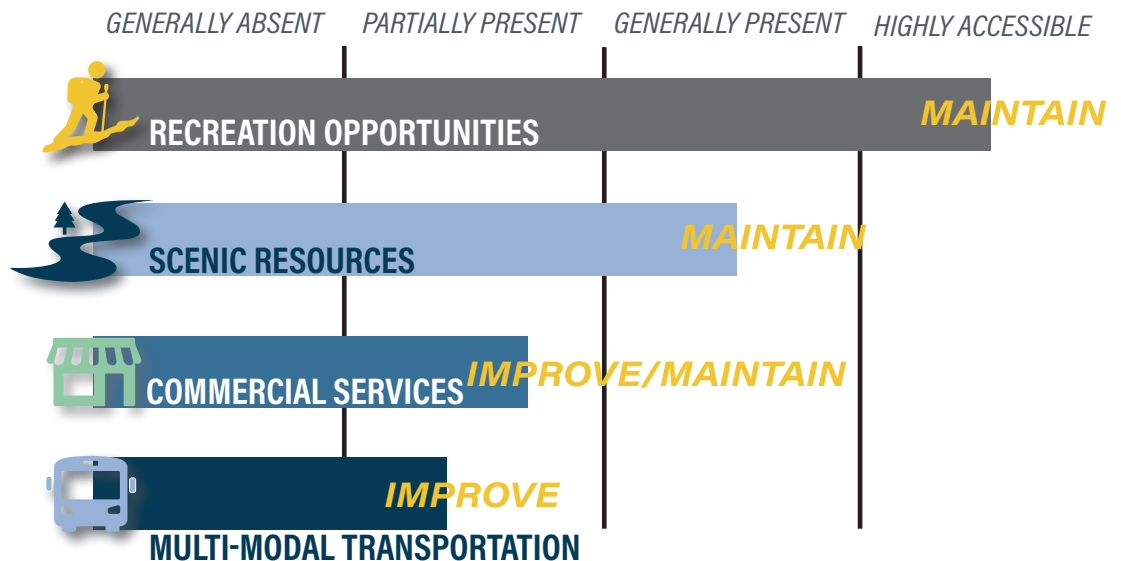 GENERALLY ABSENT PARTIALLY PRESENT GENERALLY PRESENT HIGHLY ACCESSIBLE
MAINTAIN
RECREATION OPPORTUNITIES
MAINTAIN
SCENIC RESOURCES
IMPROVE/MAINTAIN
COMMERCIAL SERVICES
IMPROVE
MULTI-MODAL TRANSPORTATION